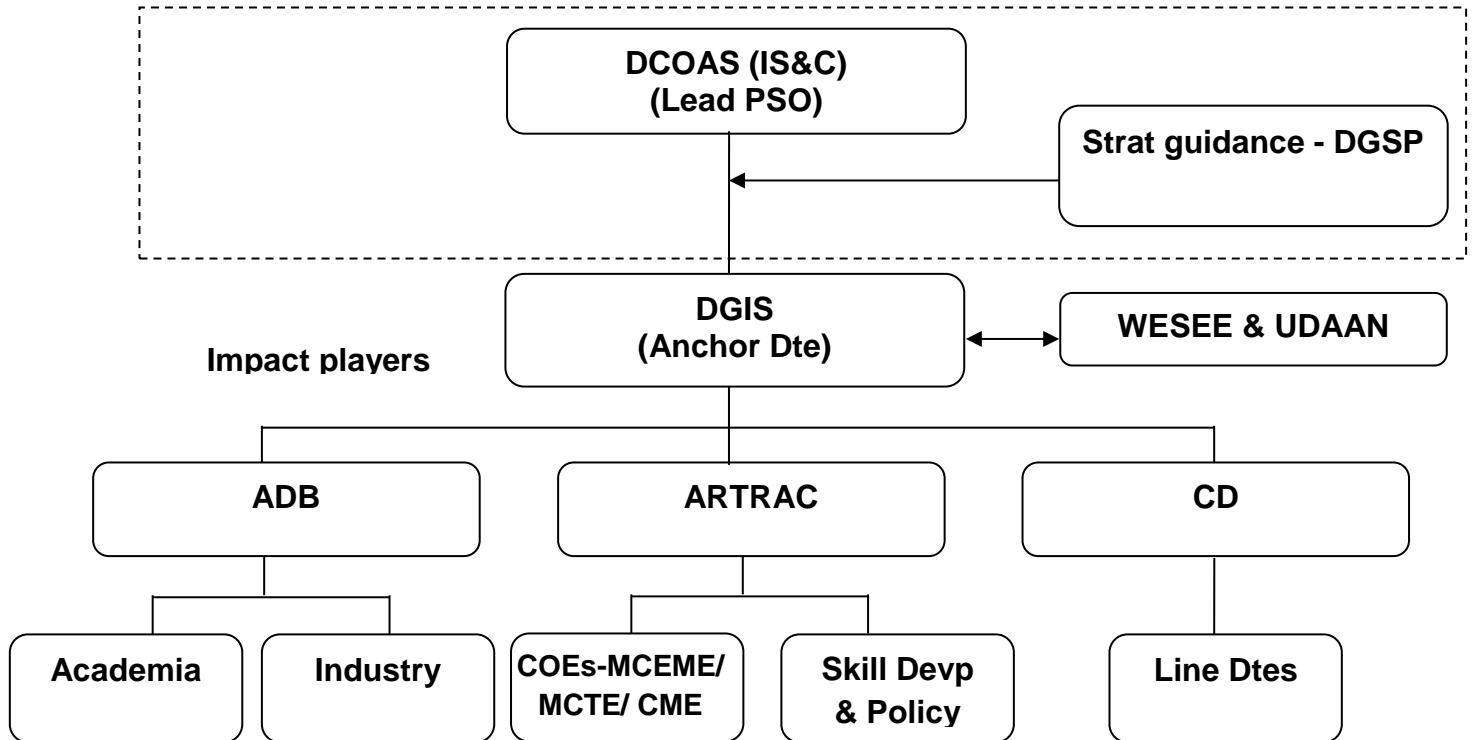 DCOAS (IS&C)
(Lead PSO)
Strat guidance - DGSP
DGIS
(Anchor Dte)
WESEE & UDAAN
Impact players
ADB
ARTRAC
CD
Academia
Industry
COEs-MCEME/
MCTE/ CME
Skill Devp
& Policy
Line Dtes